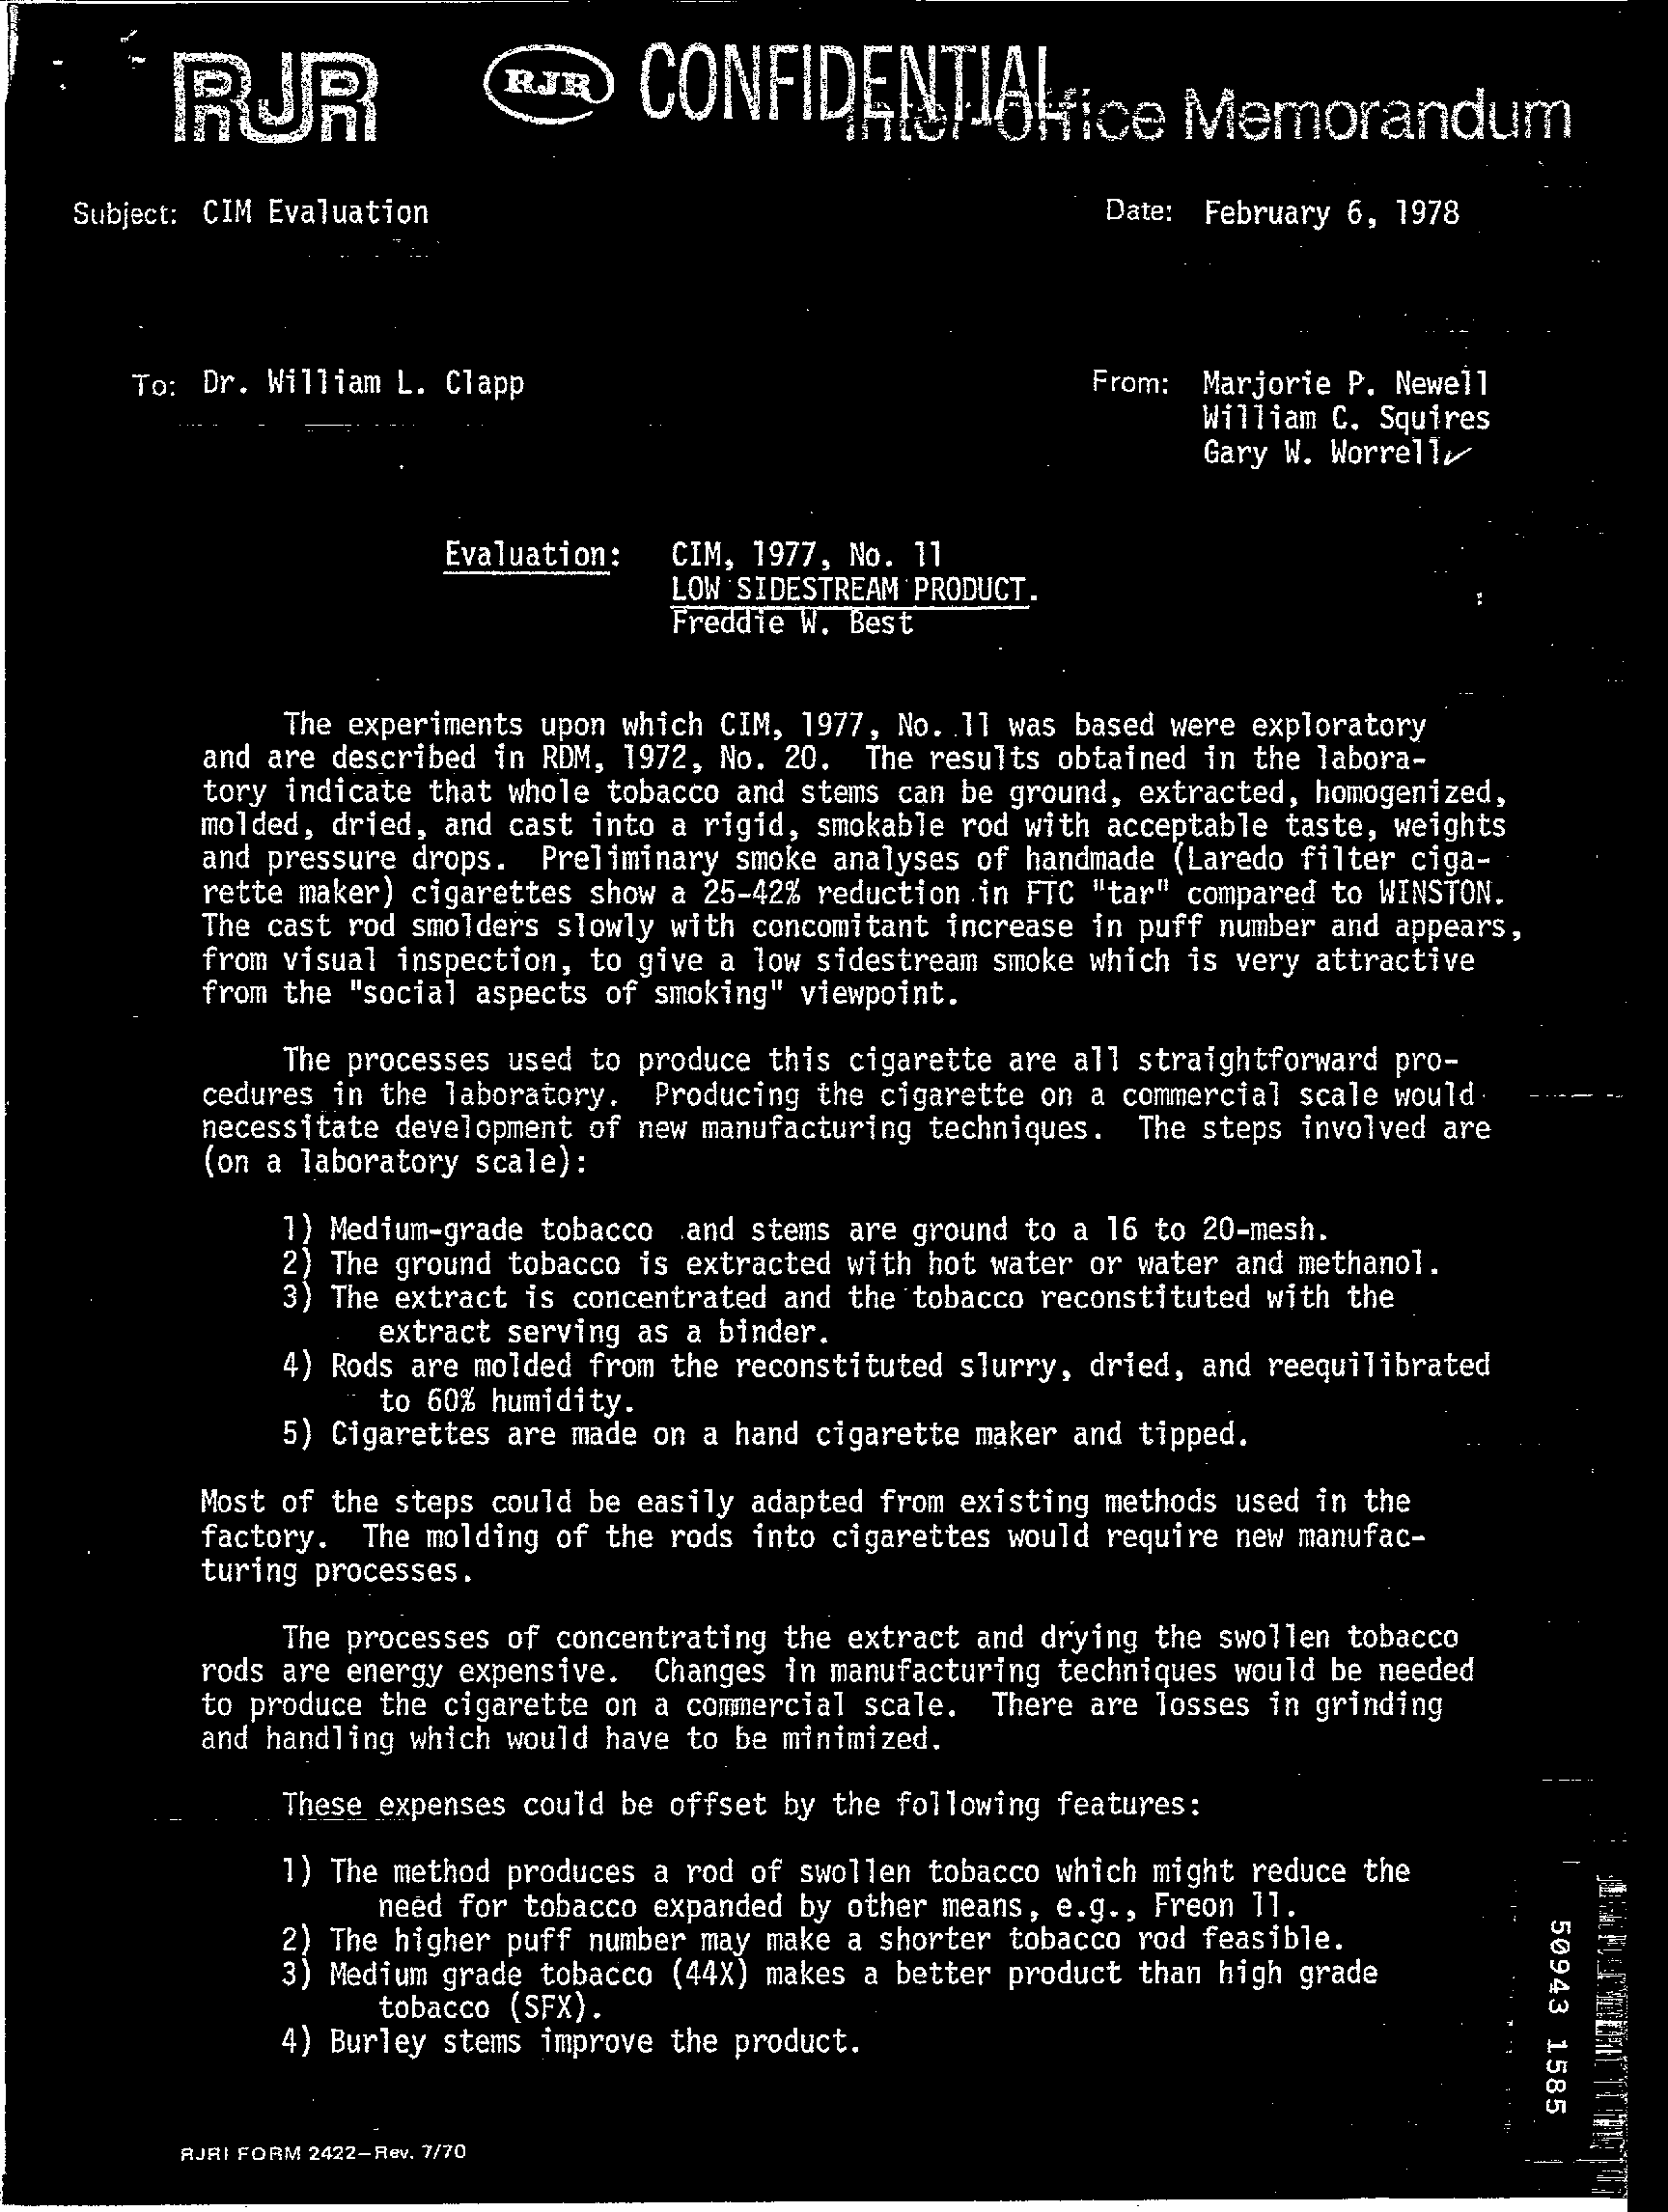 RJR RJR CONFIDENTIAL
Inter-Office Memorandum
Subject: CIM Evaluation Date: February 6, 1978
To: Dr. William L. Clapp From: Marjorie P. Newell
William C. Squires
Gary W. Worrell
Evaluation: CIM, 1977, No. 11
LOW SIDESTREAM PRODUCT.
Freddie W. Best
The experiments upon which CIM, 1977, No. 11 was based were exploratory
and are described in RDM, 1972, No. 20. The results obtained in the labora-
tory indicate that whole tobacco and stems can be ground, extracted, homogenized,
molded, dried, and cast into a rigid, smokable rod with acceptable taste, weights
and pressure drops. Preliminary smoke analyses of handmade (Laredo filter ciga-
rette maker) cigarettes show a 25-42% reduction in FTC "tar" compared to WINSTON.
The cast rod smolders slowly with concomitant increase in puff number and appears,
from visual inspection, to give a low sidestream smoke which is very attractive
from the "social aspects of smoking" viewpoint.
The processes used to produce this cigarette are all straightforward pro-
cedures in the laboratory. Producing the cigarette on a commercial scale would
necessitate development of new manufacturing techniques. The steps involved are
(on a laboratory scale):
1) Medium-grade tobacco and stems are ground to a 16 to 20-mesh.
2) The ground tobacco is extracted with hot water or water and methanol.
3) The extract is concentrated and the tobacco reconstituted with the
extract serving as a binder.
4) Rods are molded from the reconstituted slurry, dried, and reequilibrated
to 60% humidity.
5) Cigarettes are made on a hand cigarette maker and tipped.
Most of the steps could be easily adapted from existing methods used in the
factory. The molding of the rods into cigarettes would require new manufac-
turing processes.
The processes of concentrating the extract and drying the swollen tobacco
rods are energy expensive. Changes in manufacturing techniques would be needed
to produce the cigarette on a commercial scale. There are losses in grinding
and handling which would have to be minimized.
These expenses could be offset by the following features:
1) The method produces a rod of swollen tobacco which might reduce the
need for tobacco expanded by other means, e.g., Freon 11.
2) The higher puff number may make a shorter tobacco rod feasible.
3) Medium grade tobacco (44X) makes a better product than high grade
tobacco (SFX).
4) Burley stems improve the product.
50943 1585
RJRI FORM 2422-Rev. 7/70